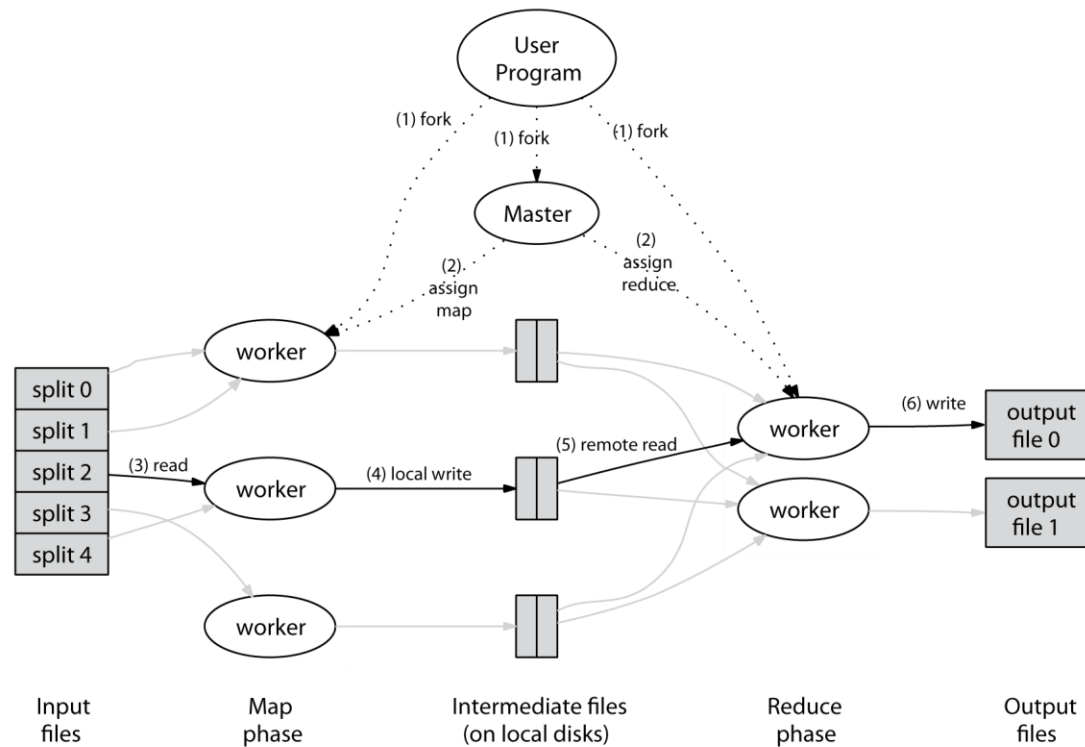 User
Program
(1) fork
(1) fork
(1) fork
Master
(2)
assign
map
(2)
assign
reduce
worker
split 0
split 1
split 2
split 3
split 4
(3) read
worker
(4) local write
(5) remote read
worker
(6) write
output
file 0
worker
output
file 1
worker
Input
files
Map
phase
Intermediate files
(on local disks)
Reduce
phase
Output
files